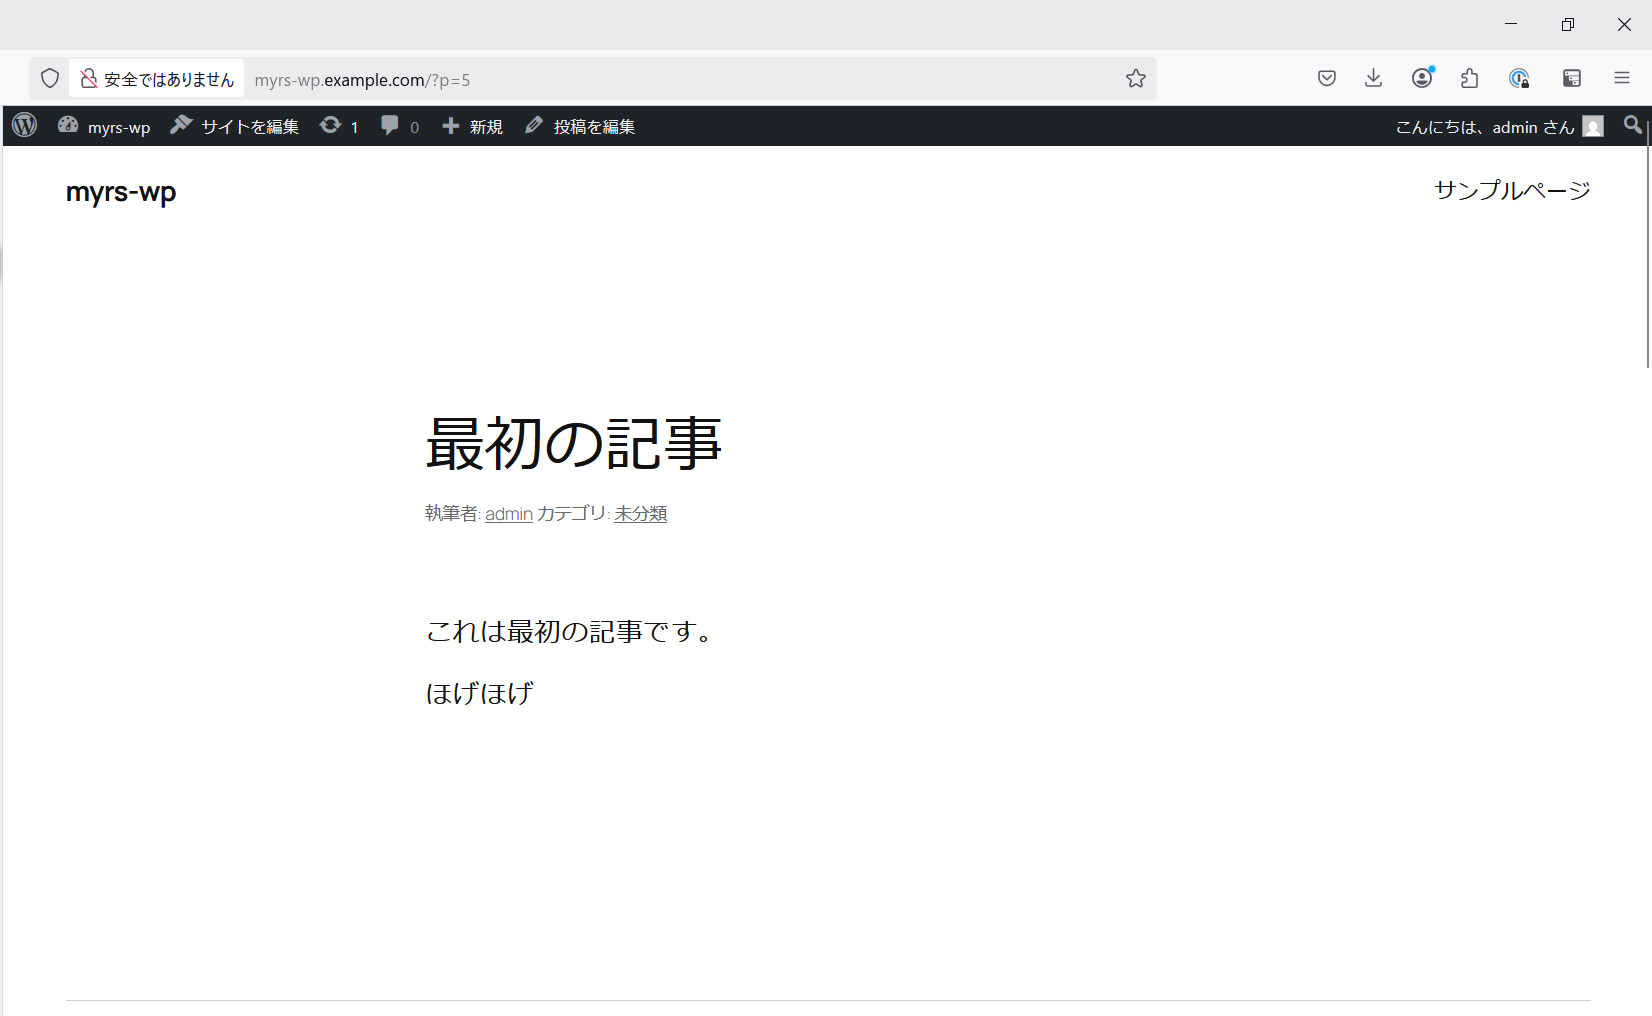 安全ではありません myrs-wp.example.com/?p=5
myrs-wp サイトを編集 1 0 新規 投稿を編集 こんにちは、admin さん
myrs-wp サンプルページ
最初の記事
執筆者: admin カテゴリ: 未分類
これは最初の記事です。
ほげほげ